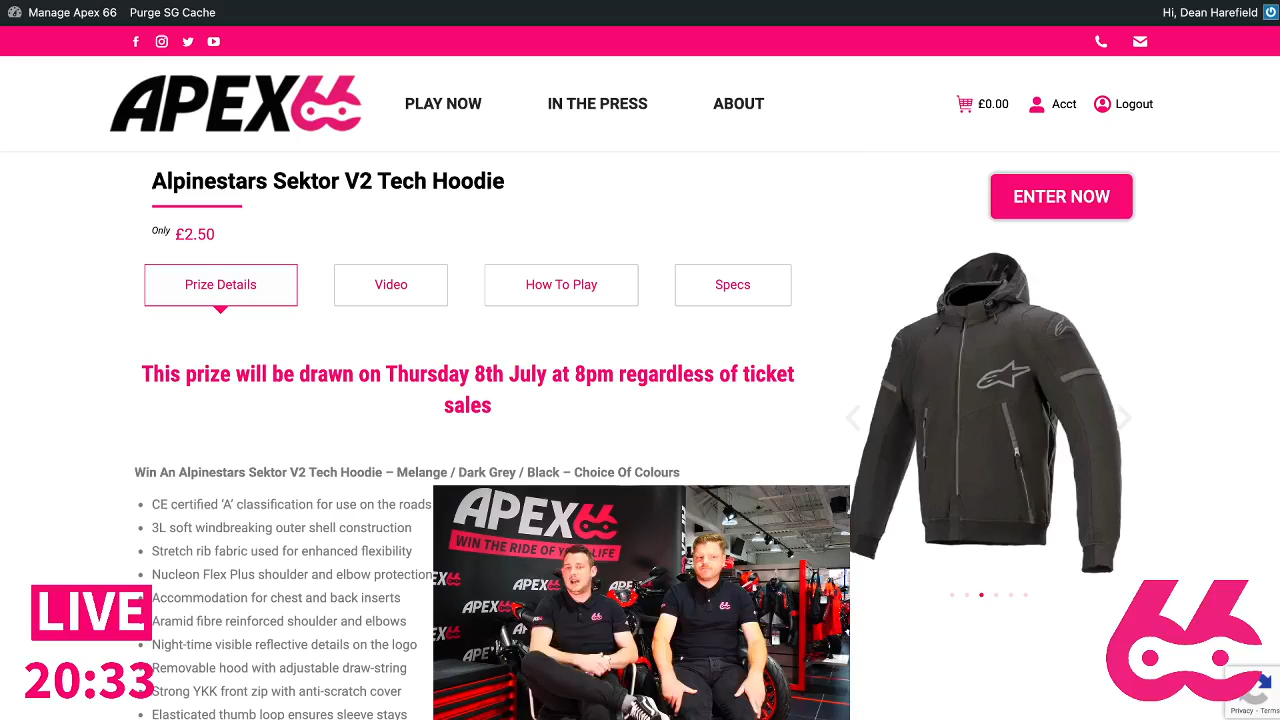 Manage Apex 66 Purge SG Cache Hi, Dean Harefield
APEX66 PLAY NOW IN THE PRESS ABOUT £0.00 Acct Logout
Alpinestars Sektor V2 Tech Hoodie
ENTER NOW
Only £2.50
Prize Details Video How To Play Specs
This prize will be drawn on Thursday 8th July at 8pm regardless of ticket
sales
Win An Alpinestars Sektor V2 Tech Hoodie – Melange / Dark Grey / Black – Choice Of Colours
CE certified ‘A’ classification for use on the roads
3L soft windbreaking outer shell construction
Stretch rib fabric used for enhanced flexibility
Nucleon Flex Plus shoulder and elbow protection
Accommodation for chest and back inserts
Aramid fibre reinforced shoulder and elbows
Night-time visible reflective details on the logo
Removable hood with adjustable draw-string
Strong YKK front zip with anti-scratch cover
Elasticated thumb loop ensures sleeve stays
APEX66
WIN THE RIDE OF YOUR LIFE
APEX66
APEX66
APEX66
LIVE
20:33
66
Privacy - Terms